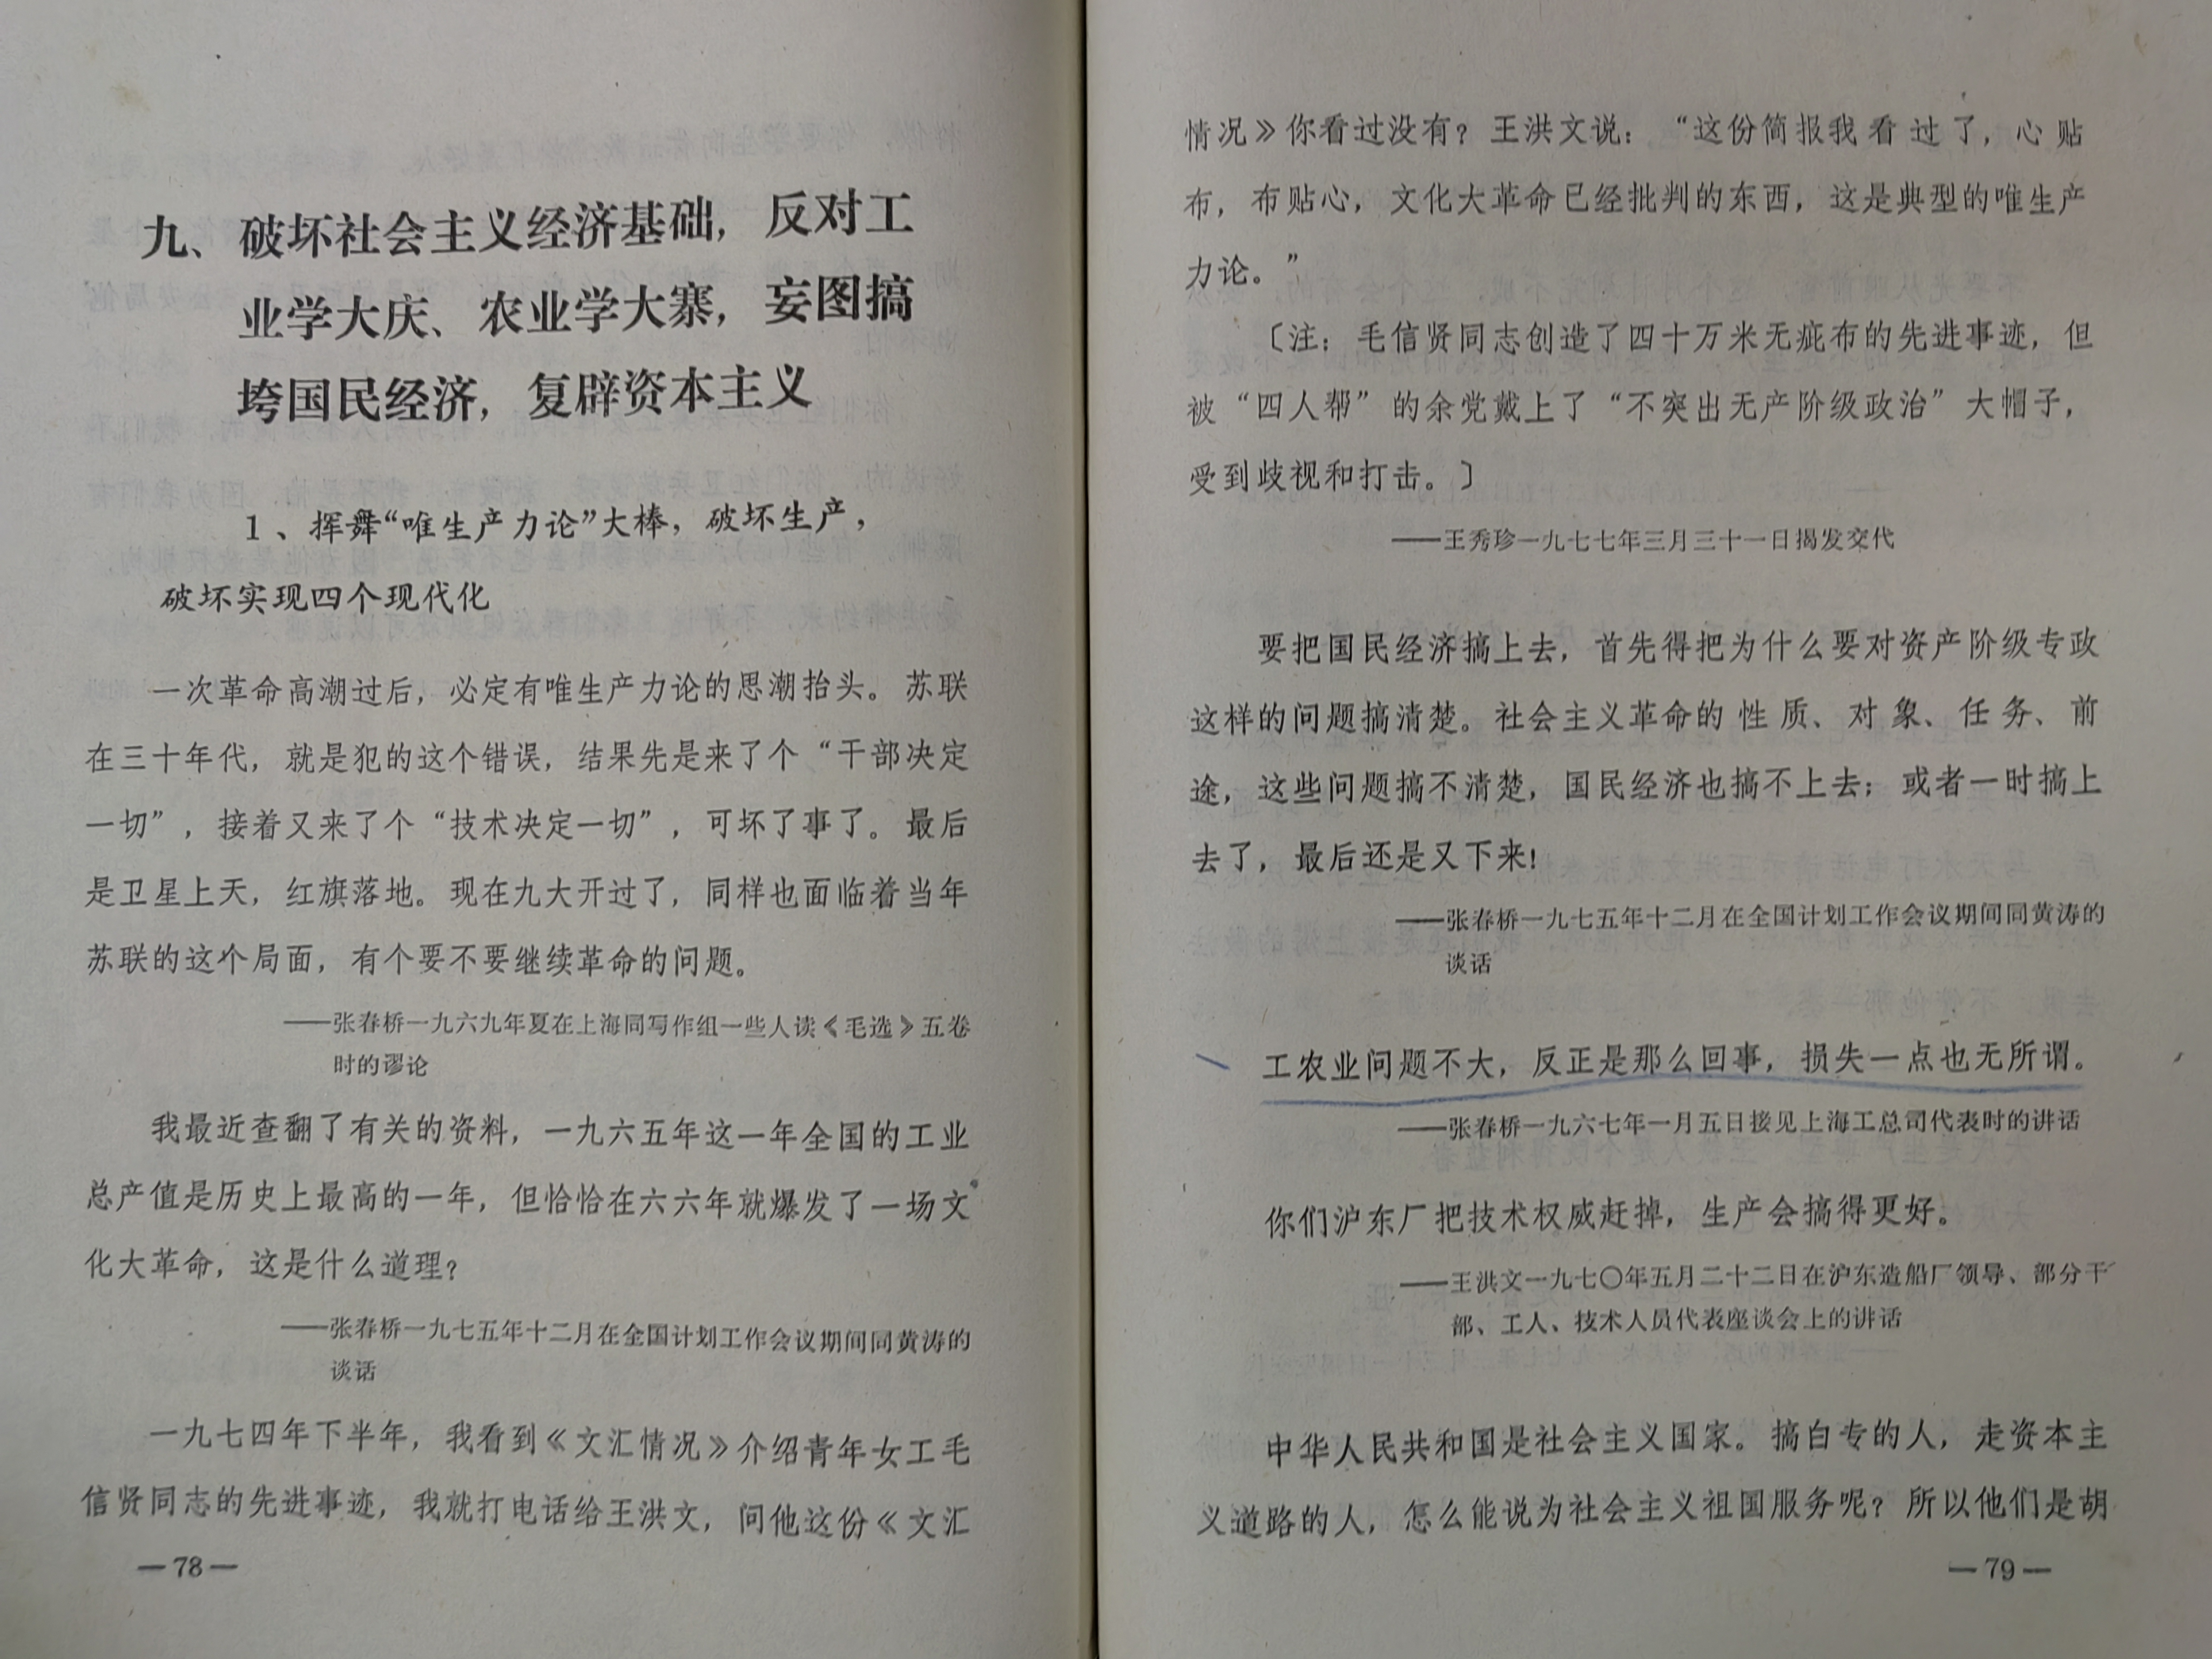 九、破坏社会主义经济基础，反对工
业学大庆、农业学大寨，妄图搞
垮国民经济，复辟资本主义
1、挥舞“唯生产力论”大棒，破坏生产，
破坏实现四个现代化
一次革命高潮过后，必定有唯生产力论的思潮抬头。苏联
在三十年代，就是犯的这个错误，结果先是来了个“干部决定
一切”，接着又来了个“技术决定一切”，可坏了事了。最后
是卫星上天，红旗落地。现在九大开过了，同样也面临着当年
苏联的这个局面，有个要不要继续革命的问题。
——张春桥一九六九年夏在上海同写作组一些人读《毛选》五卷
时的谬论
我最近查翻了有关的资料，一九六五年这一年全国的工业
总产值是历史上最高的一年，但恰恰在六六年就爆发了一场文
化大革命，这是什么道理？
——张春桥一九七五年十二月在全国计划工作会议期间同黄涛的
谈话
一九七四年下半年，我看到《文汇情况》介绍青年女工毛
信贤同志的先进事迹，我就打电话给王洪文，问他这份《文汇
—78—
情况》你看过没有？王洪文说：“这份简报我看过了，心贴
布，布贴心，文化大革命已经批判的东西，这是典型的唯生产
力论。”
〔注：毛信贤同志创造了四十万米无疵布的先进事迹，但
被“四人帮”的余党戴上了“不突出无产阶级政治”大帽子，
受到歧视和打击。〕
——王秀珍一九七七年三月三十一日揭发交代
要把国民经济搞上去，首先得把为什么要对资产阶级专政
这样的问题搞清楚。社会主义革命的性质、对象、任务、前
途，这些问题搞不清楚，国民经济也搞不上去；或者一时搞上
去了，最后还是又下来！
——张春桥一九七五年十二月在全国计划工作会议期间同黄涛的
谈话
工农业问题不大，反正是那么回事，损失一点也无所谓。
——张春桥一九六七年一月五日接见上海工总司代表时的讲话
你们沪东厂把技术权威赶掉，生产会搞得更好。
——王洪文一九七〇年五月二十二日在沪东造船厂领导、部分干
部、工人、技术人员代表座谈会上的讲话
中华人民共和国是社会主义国家。搞白专的人，走资本主
义道路的人，怎么能说为社会主义祖国服务呢？所以他们是胡
—79—